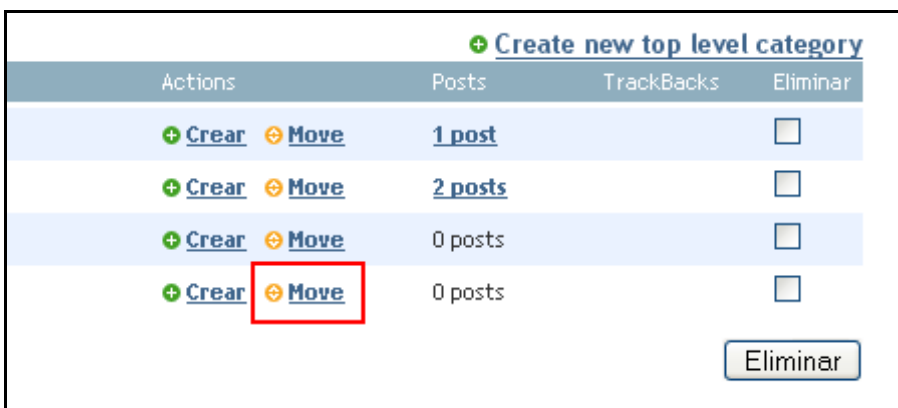 Create new top level category
Actions Posts TrackBacks Eliminar
Crear Move 1 post
Crear Move 2 posts
Crear Move 0 posts
Crear Move 0 posts
Eliminar